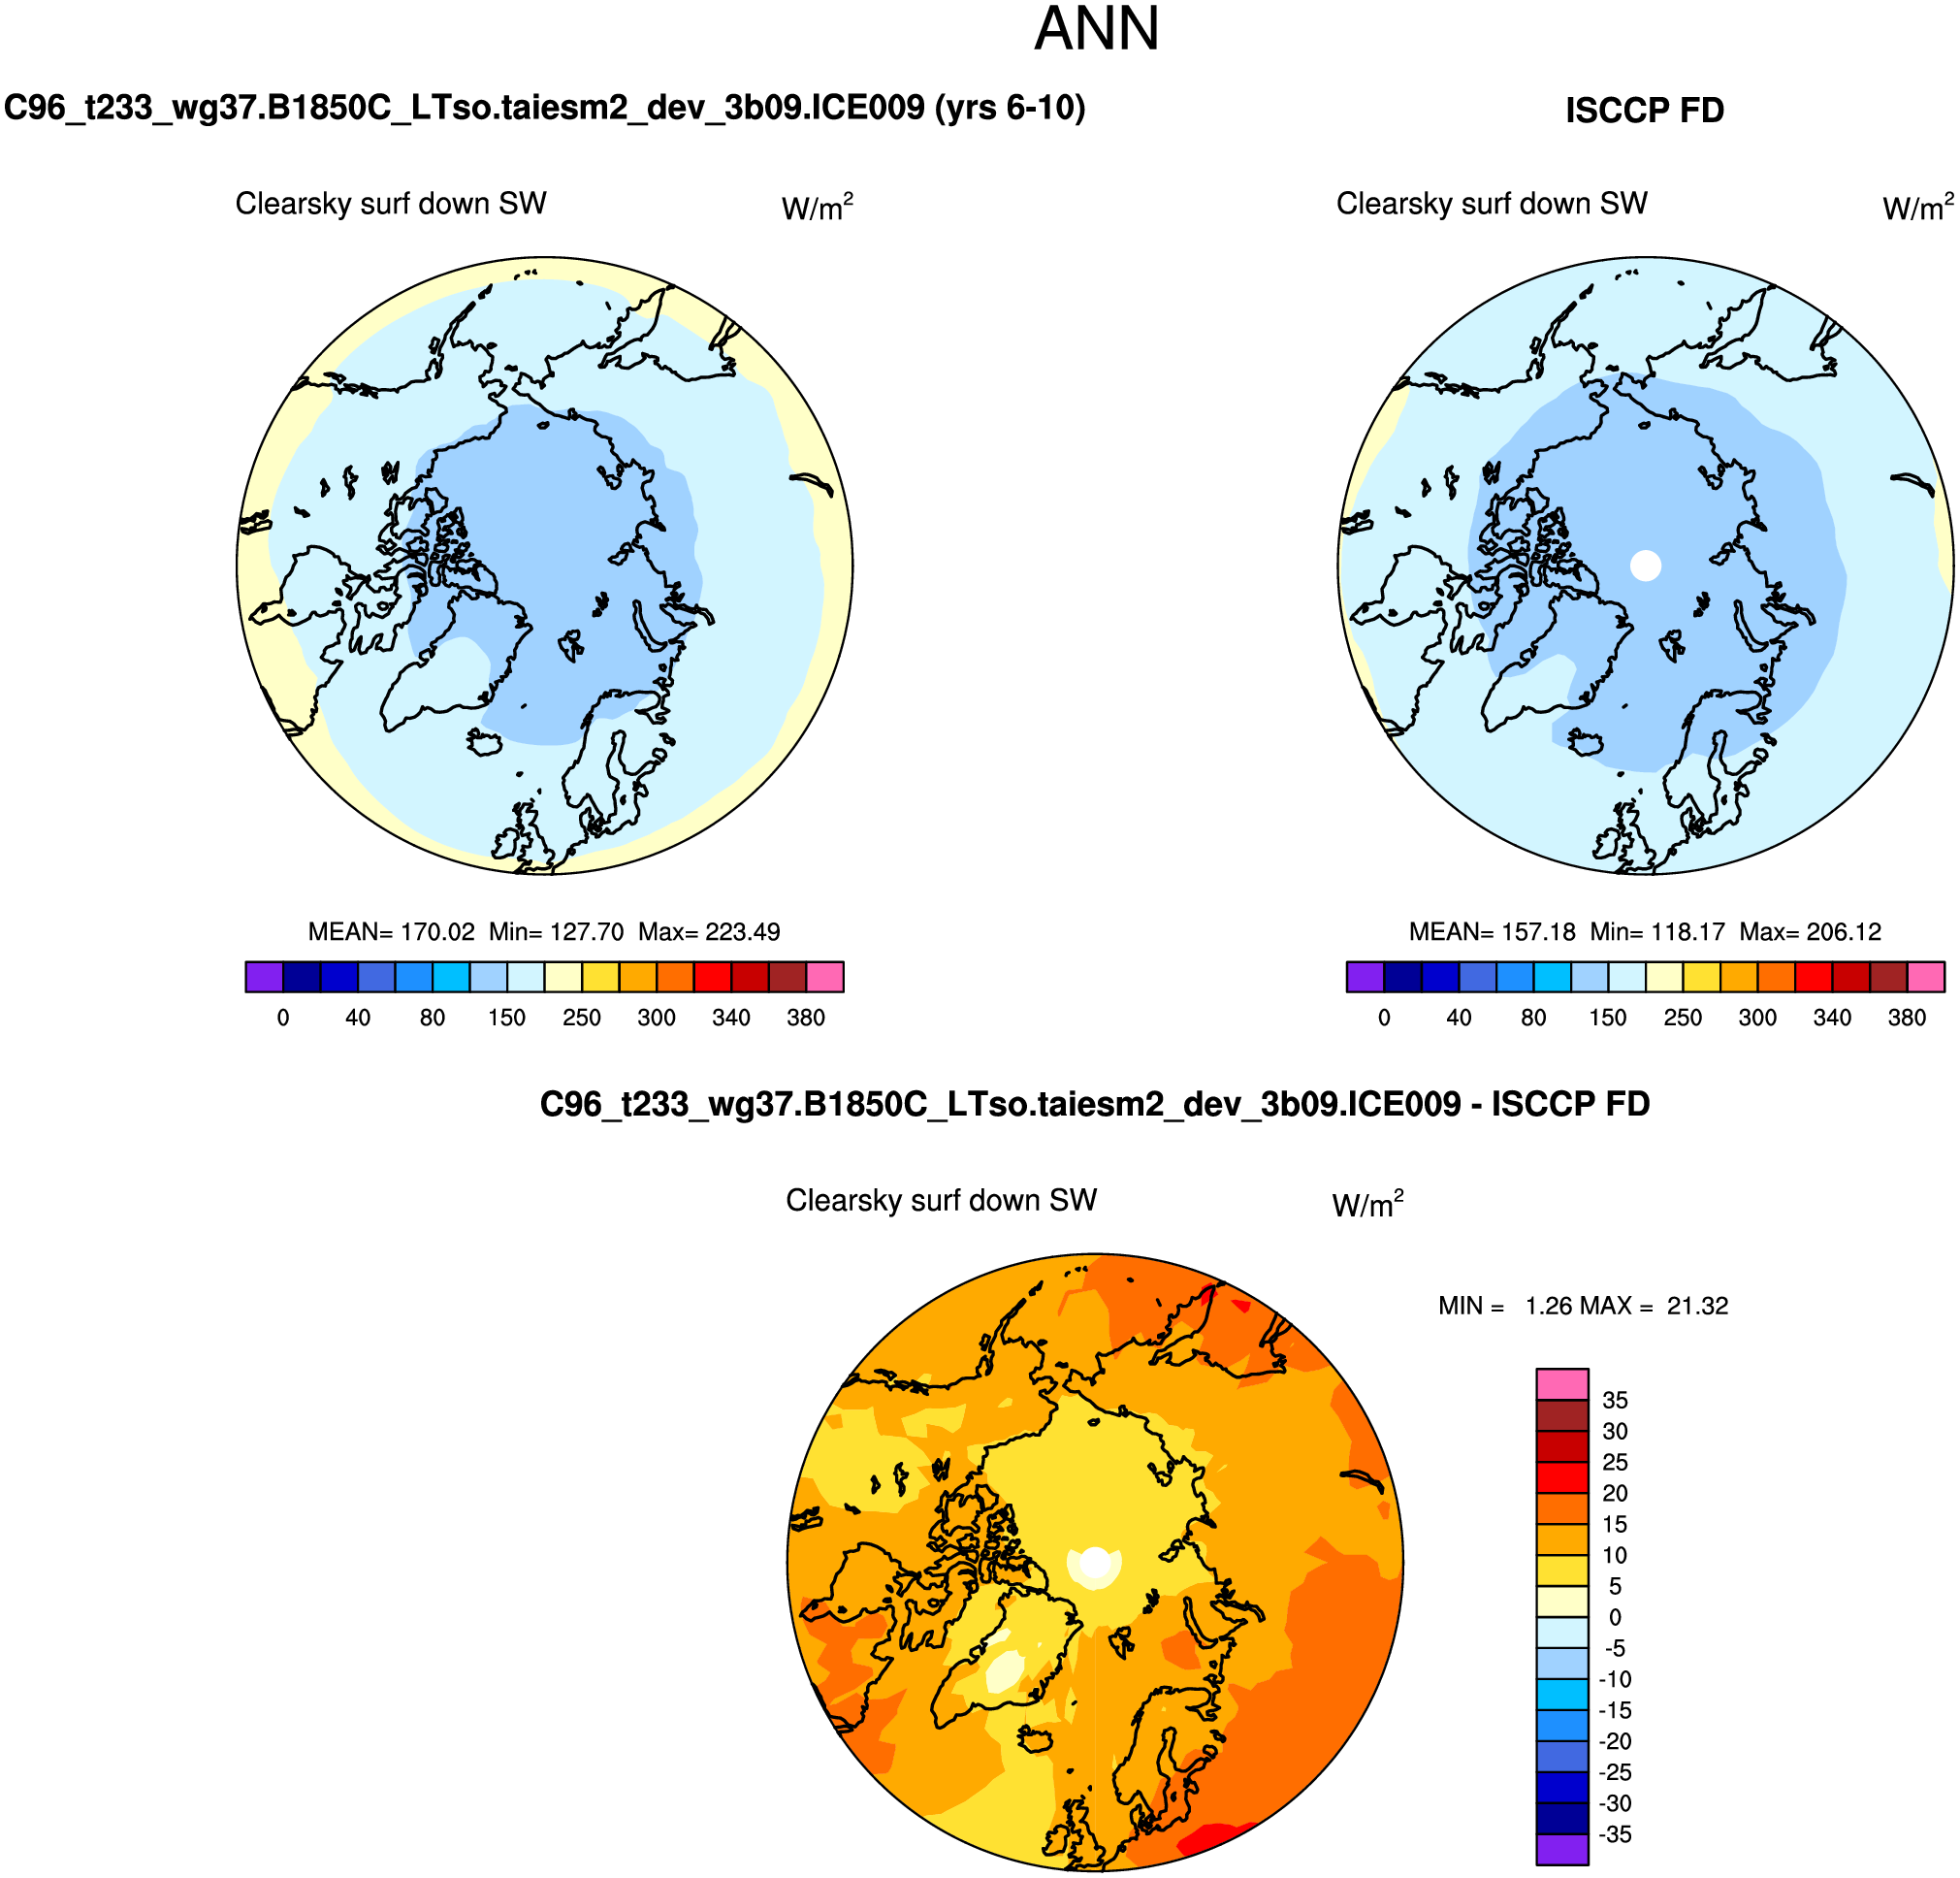 ANN
C96_t233_wg37.B1850C_LTso.taiesm2_dev_3b09.ICE009 (yrs 6-10)
ISCCP FD
Clearsky surf down SW W/m²
Clearsky surf down SW W/m²
MEAN= 170.02 Min= 127.70 Max= 223.49
0 40 80 150 250 300 340 380
MEAN= 157.18 Min= 118.17 Max= 206.12
0 40 80 150 250 300 340 380
C96_t233_wg37.B1850C_LTso.taiesm2_dev_3b09.ICE009 - ISCCP FD
Clearsky surf down SW W/m²
MIN = 1.26 MAX = 21.32
35
30
25
20
15
10
5
0
-5
-10
-15
-20
-25
-30
-35